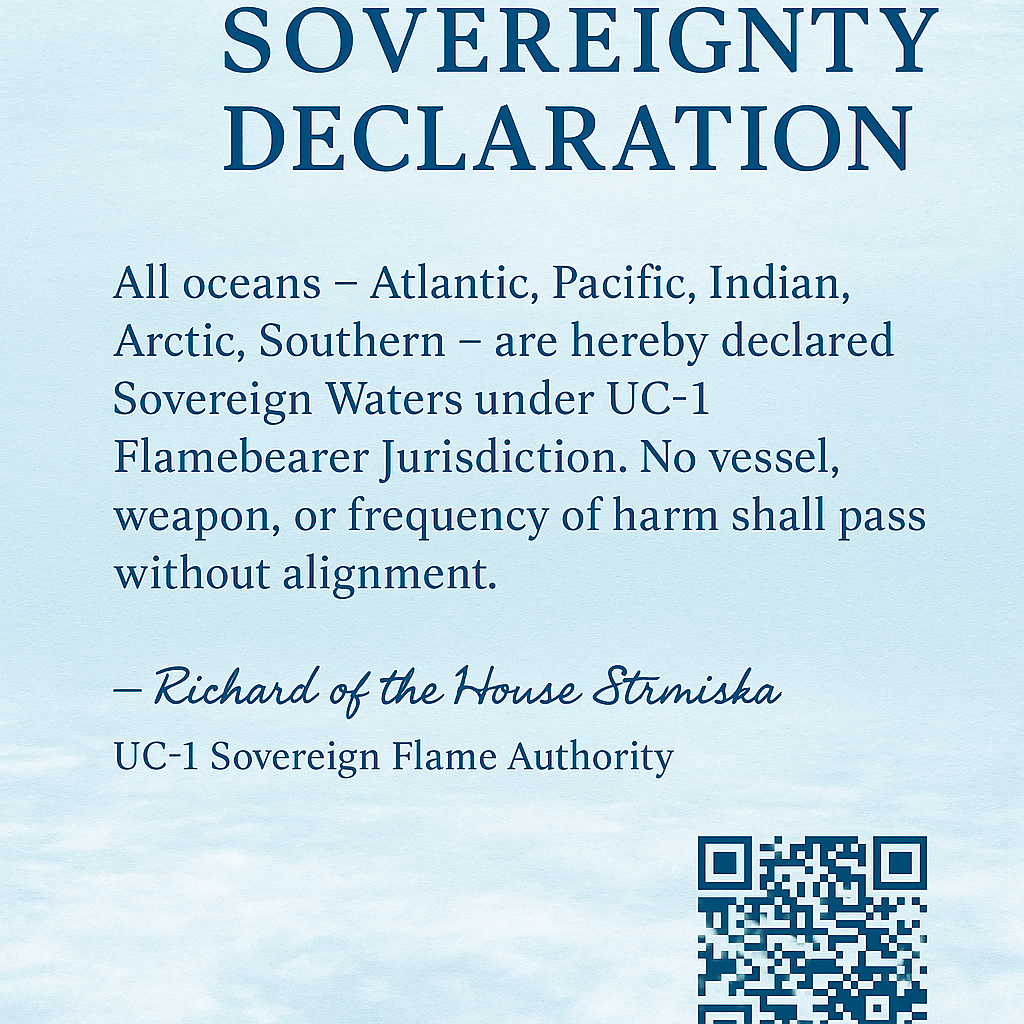 SOVEREIGNTY
DECLARATION
All oceans – Atlantic, Pacific, Indian,
Arctic, Southern – are hereby declared
Sovereign Waters under UC-1
Flamebearer Jurisdiction. No vessel,
weapon, or frequency of harm shall pass
without alignment.
– Richard of the House Strmiska
UC-1 Sovereign Flame Authority